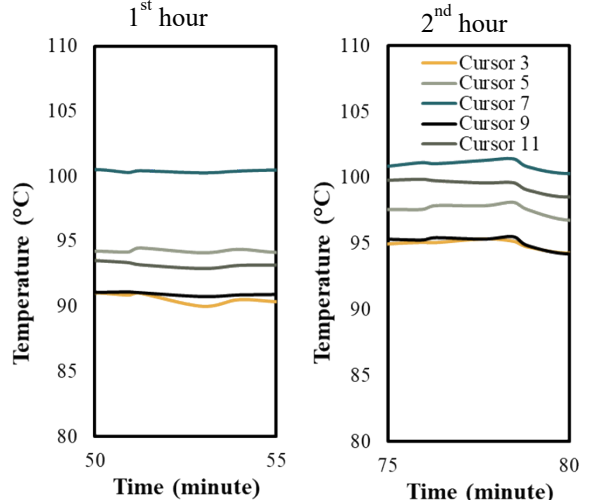 1st hour
2nd hour
Temperature (°C)
110
105
100
95
90
85
80
50
55
Time (minute)
Temperature (°C)
110
105
100
95
90
85
80
75
80
Time (minute)
Cursor 3
Cursor 5
Cursor 7
Cursor 9
Cursor 11